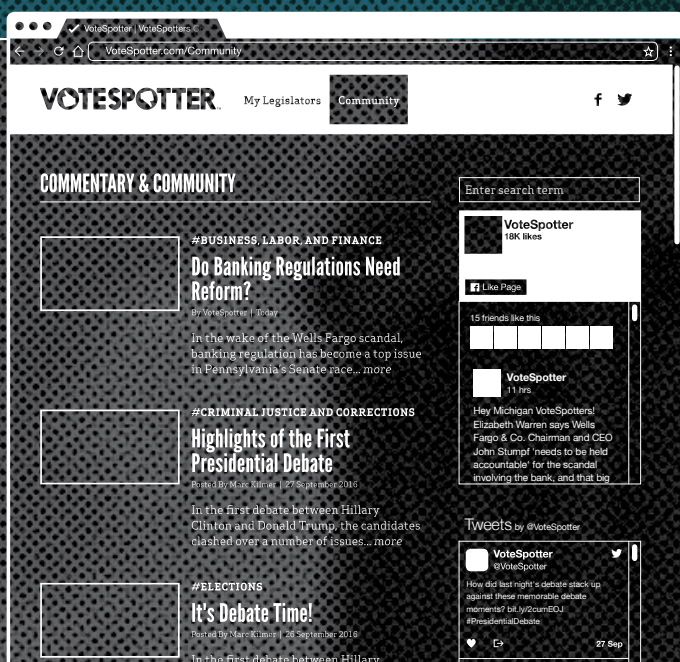 VoteSpotter | VoteSpotters
VoteSpotter.com/Community
VOTESPOTTER
My Legislators
Community
COMMENTARY & COMMUNITY
Enter search term
#BUSINESS, LABOR, AND FINANCE
Do Banking Regulations Need
Reform?
By VoteSpotter | Today
In the wake of the Wells Fargo scandal,
banking regulation has become a top issue
in Pennsylvania's Senate race... more
#CRIMINAL JUSTICE AND CORRECTIONS
Highlights of the First
Presidential Debate
Posted By Marc Kilmer | 27 September 2016
In the first debate between Hillary
Clinton and Donald Trump, the candidates
clashed over a number of issues... more
#ELECTIONS
It's Debate Time!
Posted By Marc Kilmer | 26 September 2016
In the first debate between Hillary
VoteSpotter
18K likes
Like Page
15 friends like this
VoteSpotter
11 hrs
Hey Michigan VoteSpotters!
Elizabeth Warren says Wells
Fargo & Co. Chairman and CEO
John Stumpf 'needs to be held
accountable' for the scandal
involving the bank, and that big
Tweets by @VoteSpotter
VoteSpotter
@VoteSpotter
How did last night's debate stack up
against these memorable debate
moments? bit.ly/2cumEOJ
#PresidentialDebate
27 Sep